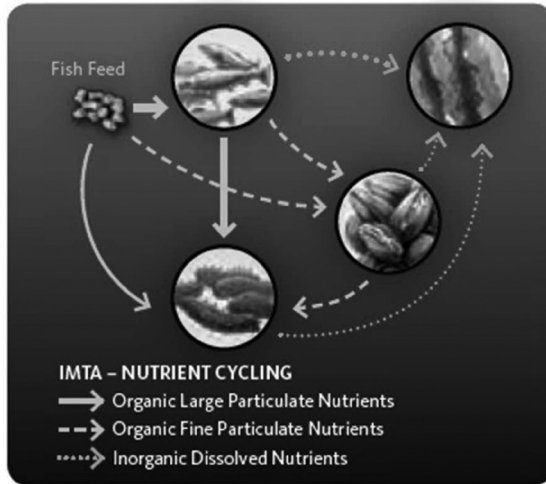 Fish Feed
IMTA – NUTRIENT CYCLING
Organic Large Particulate Nutrients
Organic Fine Particulate Nutrients
Inorganic Dissolved Nutrients